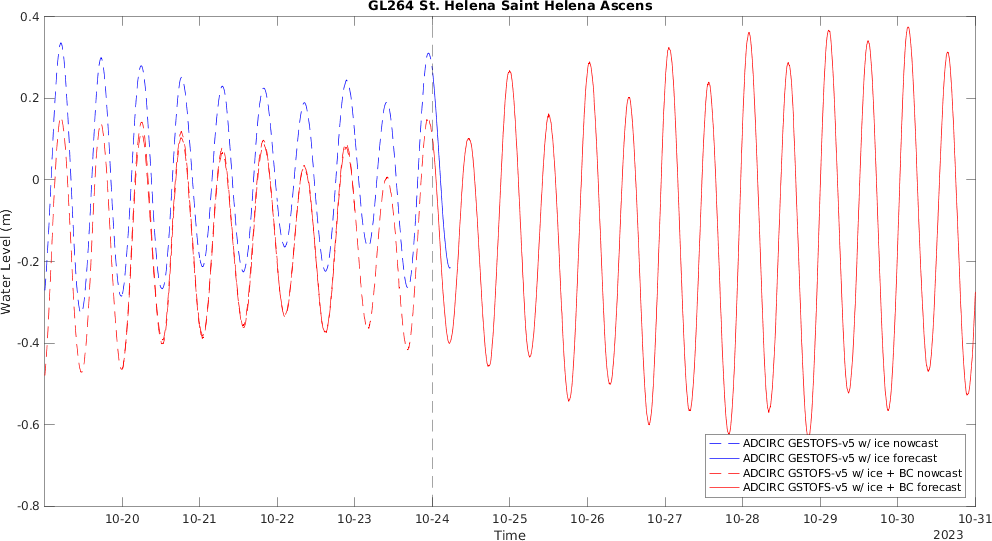 GL264 St. Helena Saint Helena Ascens
0.4
0.2
0
-0.2
-0.4
-0.6
-0.8
Water Level (m)
ADCIRC GESTOFS-v5 w/ ice nowcast
ADCIRC GESTOFS-v5 w/ ice forecast
ADCIRC GSTOFS-v5 w/ ice + BC nowcast
ADCIRC GSTOFS-v5 w/ ice + BC forecast
10-20 10-21 10-22 10-23 10-24 10-25 10-26 10-27 10-28 10-29 10-30 10-31
Time
2023